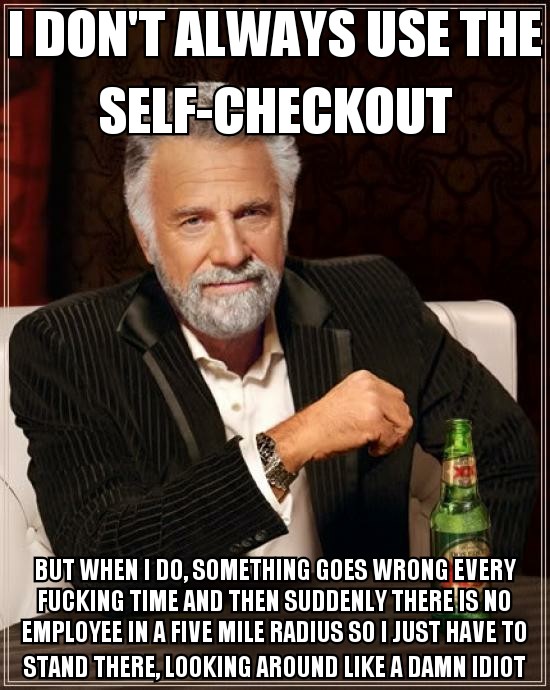 I DON'T ALWAYS USE THE
SELF-CHECKOUT
XX
BUT WHEN I DO, SOMETHING GOES WRONG EVERY
FUCKING TIME AND THEN SUDDENLY THERE IS NO
EMPLOYEE IN A FIVE MILE RADIUS SO I JUST HAVE TO
STAND THERE, LOOKING AROUND LIKE A DAMN IDIOT